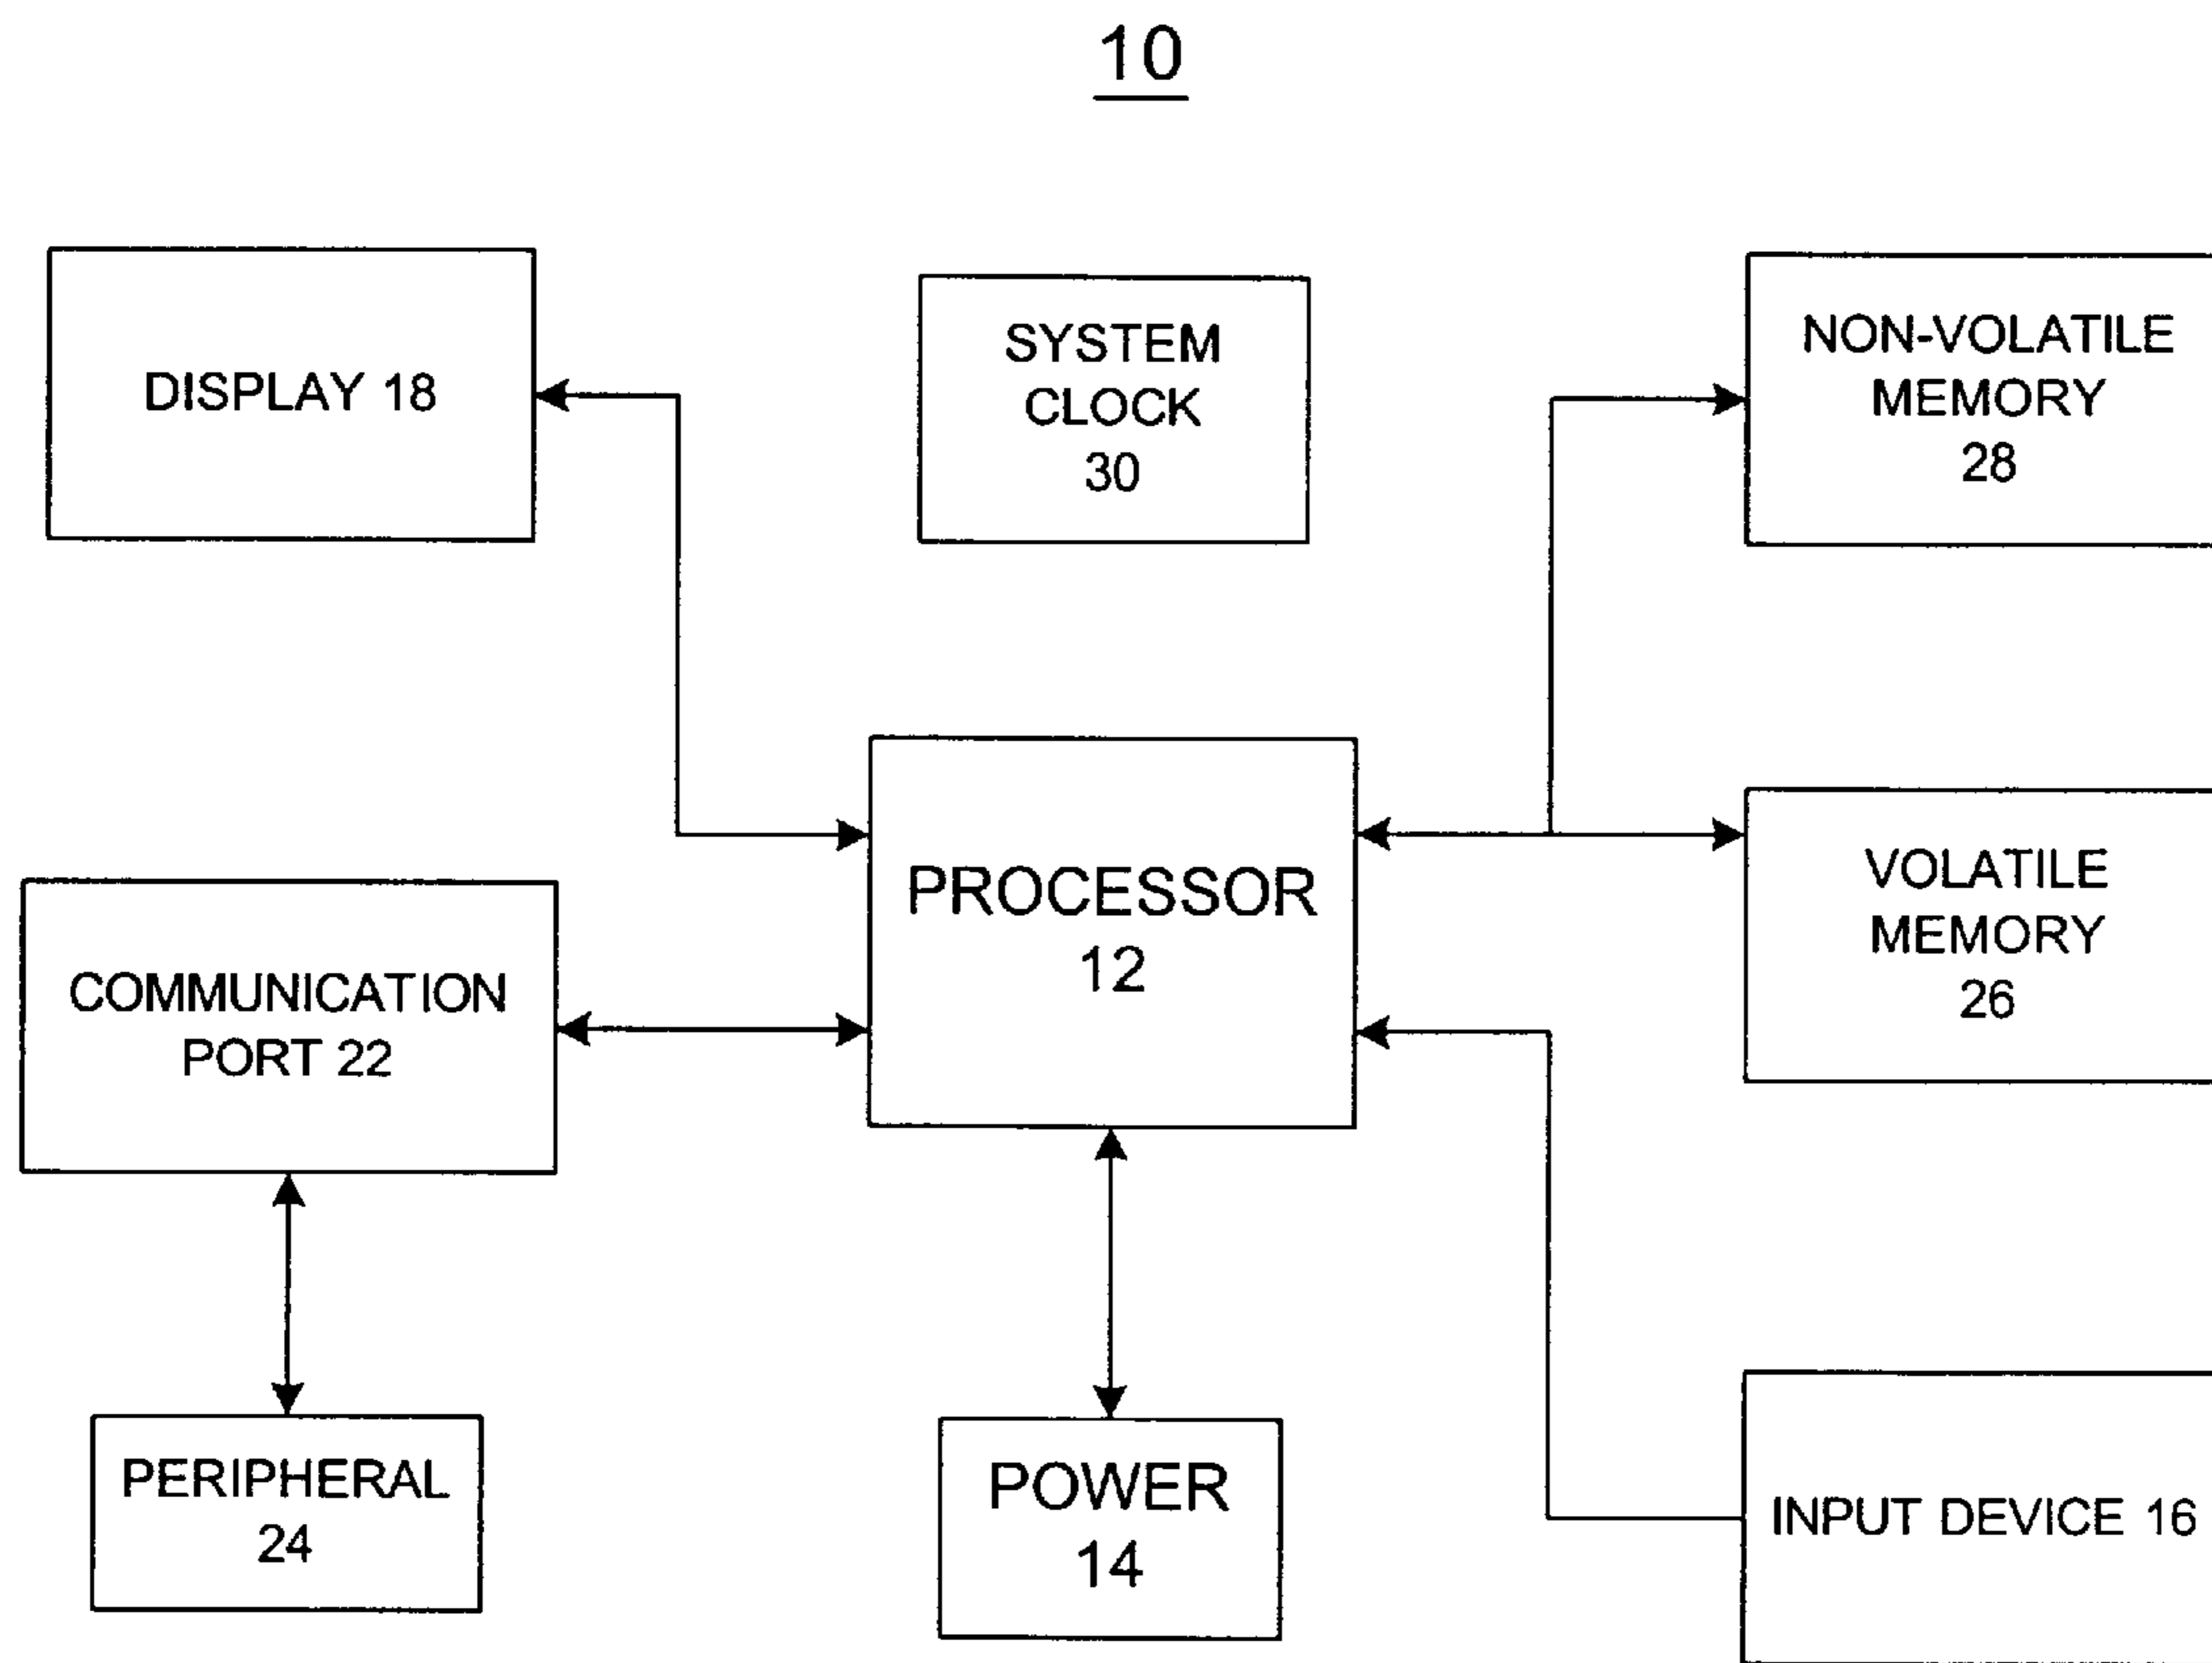 10
DISPLAY 18
SYSTEM
CLOCK
30
NON-VOLATILE
MEMORY
28
PROCESSOR
12
VOLATILE
MEMORY
26
COMMUNICATION
PORT 22
PERIPHERAL
24
POWER
14
INPUT DEVICE 16